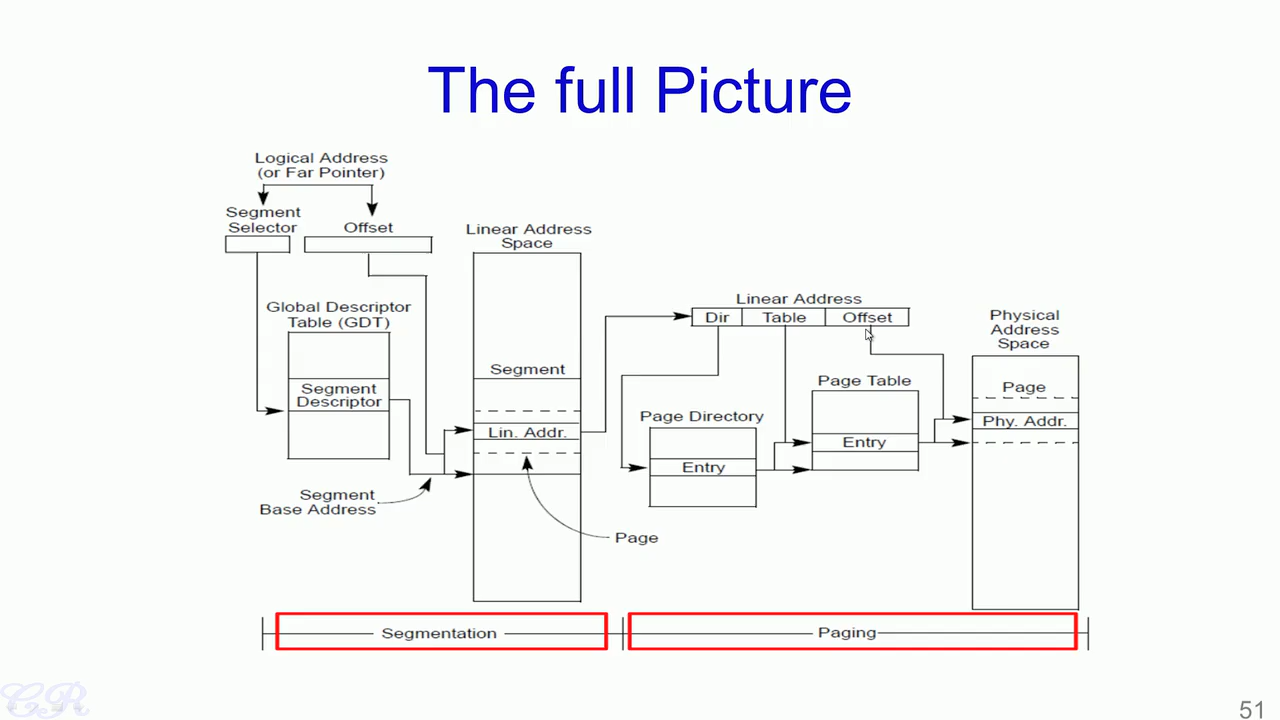 The full Picture
Logical Address
(or Far Pointer)
Segment
Selector
Offset
Linear Address
Space
Global Descriptor
Table (GDT)
Segment
Descriptor
Segment
Base Address
Segment
Lin. Addr.
Page
Linear Address
Dir Table Offset
Page Directory
Entry
Page Table
Entry
Physical
Address
Space
Page
Phy. Addr.
Segmentation
Paging
CR
51